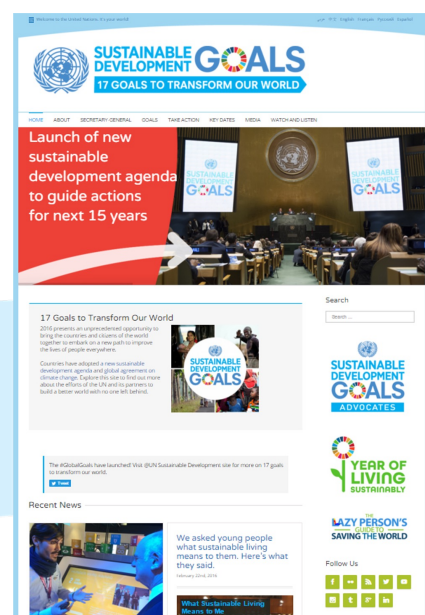 Welcome to the United Nations. It's your world!
عربي 中文 English Français Русский Español
SUSTAINABLE
DEVELOPMENT
GOALS
17 GOALS TO TRANSFORM OUR WORLD
HOME ABOUT SECRETARY-GENERAL GOALS TAKE ACTION KEY DATES MEDIA WATCH AND LISTEN
Launch of new
sustainable
development agenda
to guide actions
for next 15 years
SUSTAINABLE
DEVELOPMENT
GOALS
SUSTAINABLE
DEVELOPMENT
GOALS
17 Goals to Transform Our World
2016 presents an unprecedented opportunity to
bring the countries and citizens of the world
together to embark on a new path to improve
the lives of people everywhere.
Countries have adopted a new sustainable
development agenda and global agreement on
climate change. Explore this site to find out more
about the efforts of the UN and its partners to
build a better world with no one left behind.
SUSTAINABLE
DEVELOPMENT
GOALS
The #GlobalGoals have launched! Visit @UN Sustainable Development site for more on 17 goals
to transform our world.
Tweet
Recent News
We asked young people
what sustainable living
means to them. Here's what
they said.
February 22nd, 2016
What Sustainable Living
Means to Me
Search
Search ...
SUSTAINABLE
DEVELOPMENT
GOALS
ADVOCATES
YEAR OF
LIVING
SUSTAINABLY
THE
LAZY PERSON'S
GUIDE TO
SAVING THE WORLD
Follow Us